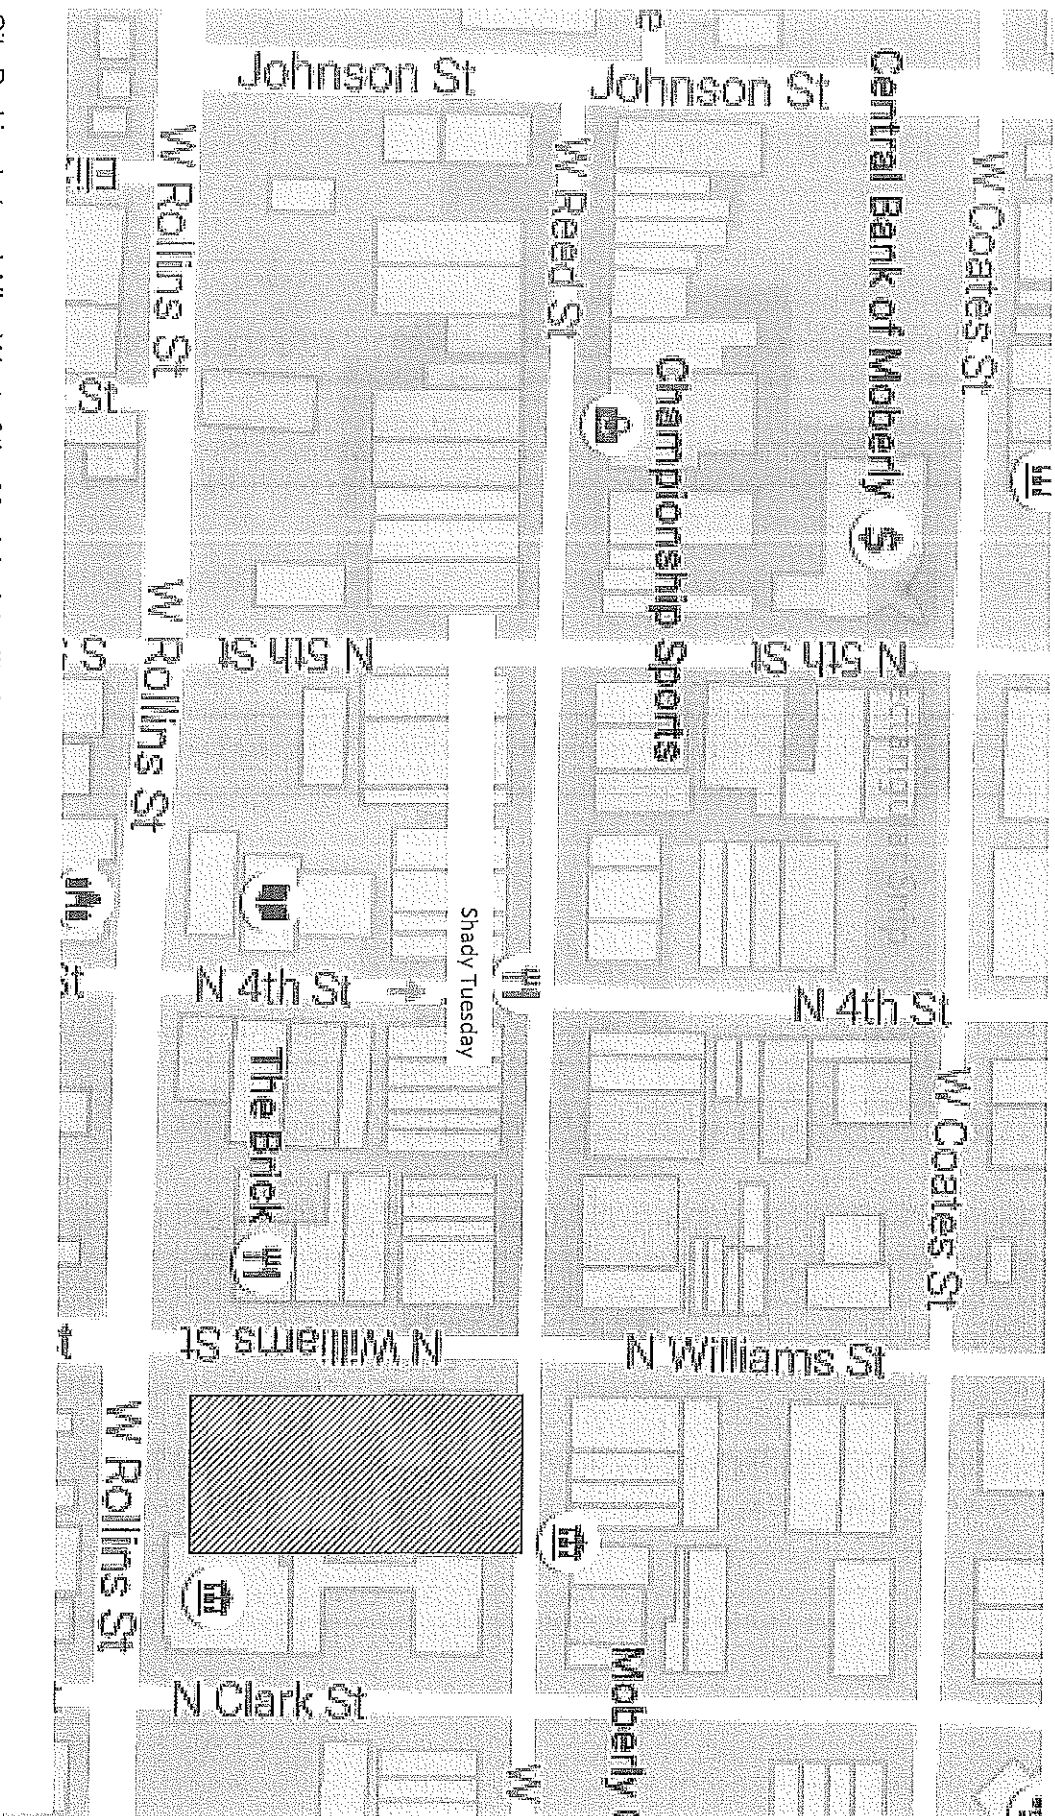 Johnson St
Johnson St
Central Bank of Moberly
W Coates St
W Reed St
W Rollins St
Championship Sports
St
N 5th St
N 5th St
W Rollins St
Shady Tuesday
N 4th St
N 4th St
The Brick
W Coates St
N Williams St
N Williams St
W Rollins St
N Clark St
Moberly
W